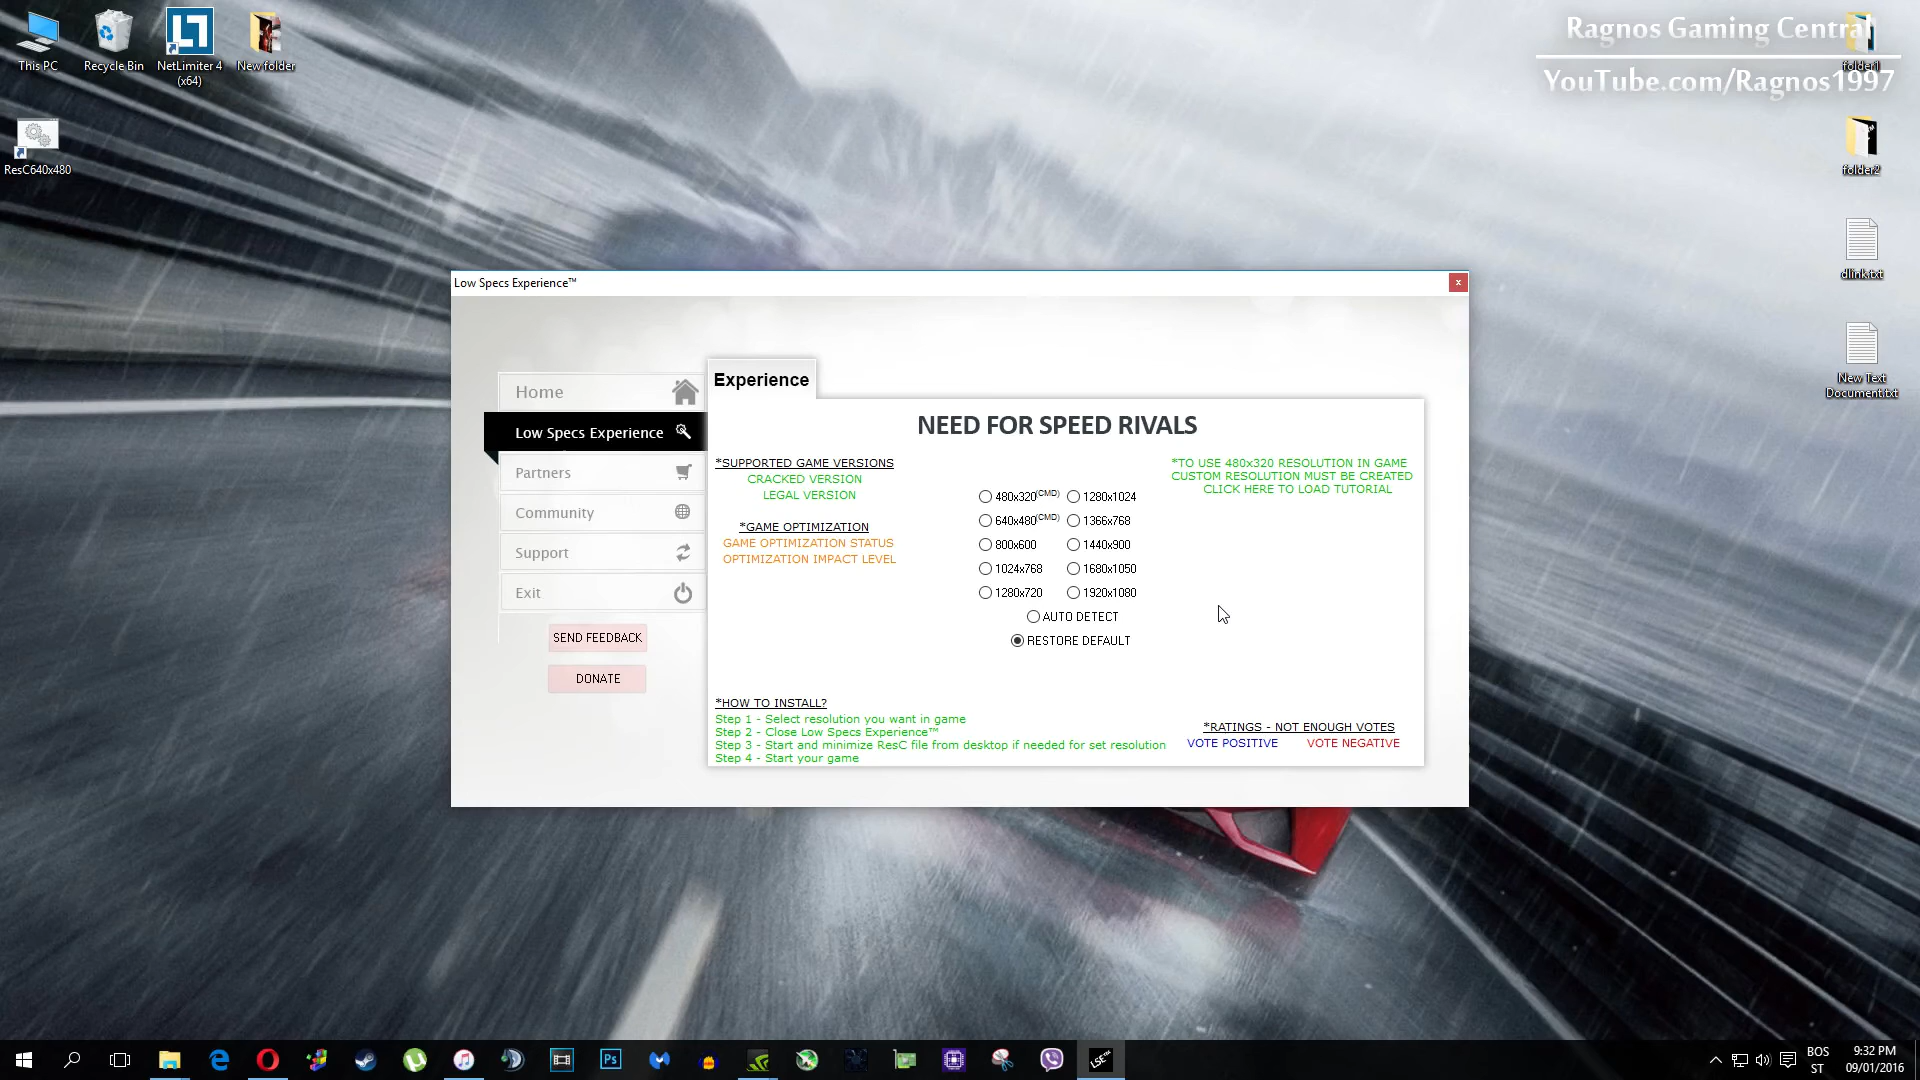 This PC
Recycle Bin
NetLimiter 4
(x64)
New folder
ResC640x480
Ragnos Gaming Central
YouTube.com/Ragnos1997
folder1
folder2
dlink.txt
New Text
Document.txt
Low Specs Experience™
x
Home
Low Specs Experience
Partners
Community
Support
Exit
SEND FEEDBACK
DONATE
Experience
NEED FOR SPEED RIVALS
*SUPPORTED GAME VERSIONS
CRACKED VERSION
LEGAL VERSION
*GAME OPTIMIZATION
GAME OPTIMIZATION STATUS
OPTIMIZATION IMPACT LEVEL
480x320(CMD) 1280x1024
640x480(CMD) 1366x768
800x600 1440x900
1024x768 1680x1050
1280x720 1920x1080
AUTO DETECT
RESTORE DEFAULT
*TO USE 480x320 RESOLUTION IN GAME
CUSTOM RESOLUTION MUST BE CREATED
CLICK HERE TO LOAD TUTORIAL
*HOW TO INSTALL?
Step 1 - Select resolution you want in game
Step 2 - Close Low Specs Experience™
Step 3 - Start and minimize ResC file from desktop if needed for set resolution
Step 4 - Start your game
*RATINGS - NOT ENOUGH VOTES
VOTE POSITIVE VOTE NEGATIVE
Ps
LSE™
BOS
ST
9:32 PM
09/01/2016